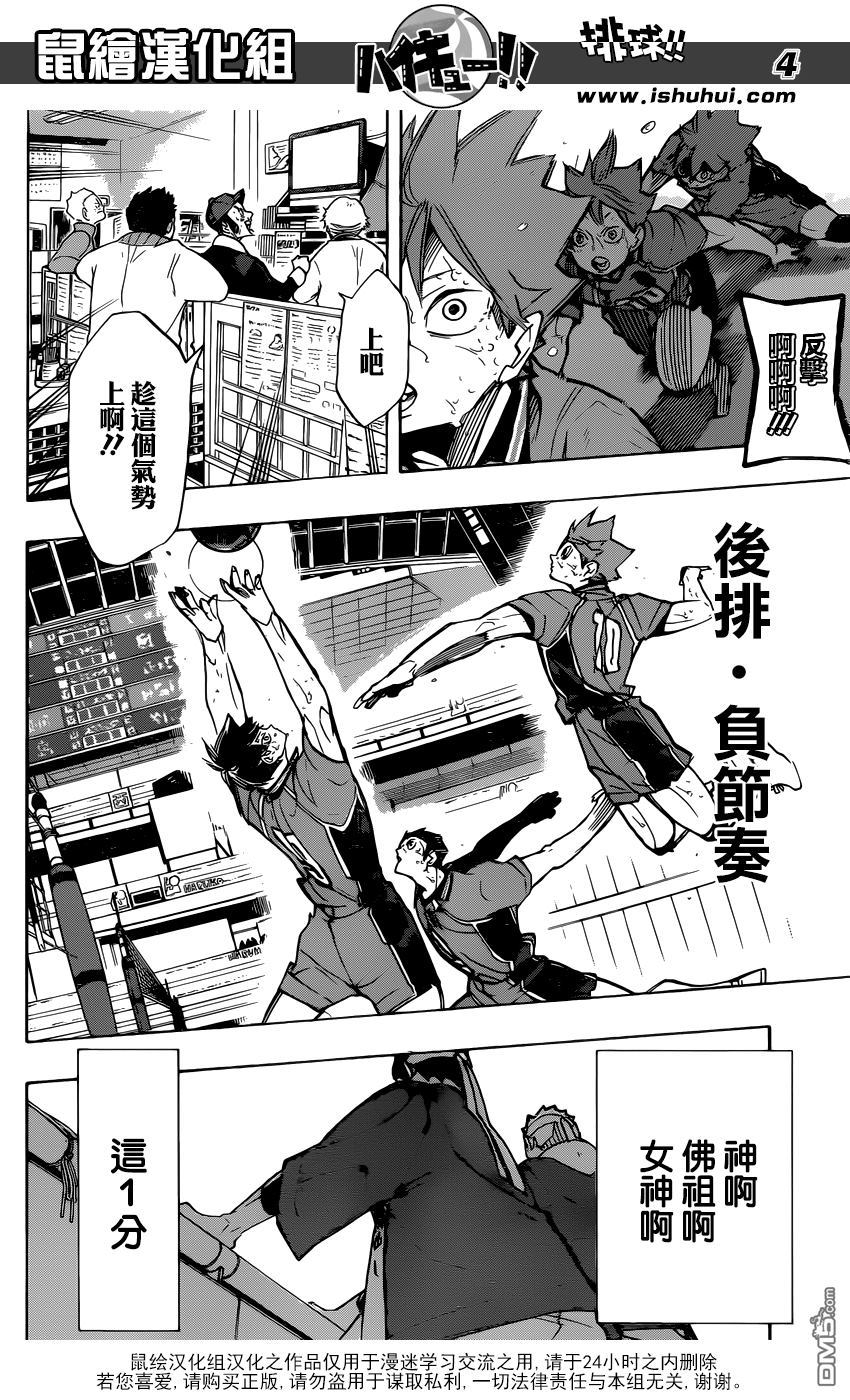 鼠繪漢化組
ハイキュー!!
排球!!
4
www.ishuhui.com
反擊
啊啊啊!!!
上吧
趁這個氣勢
上啊!!
後排・負節奏
10
HARUKO
神啊
佛祖啊
女神啊
這1分
鼠绘汉化组汉化之作品仅用于漫迷学习交流之用, 请于24小时之内删除
若您喜爱, 请购买正版, 请勿用于谋取私利, 一切法律责任与本组无关, 谢谢.
DM5.com